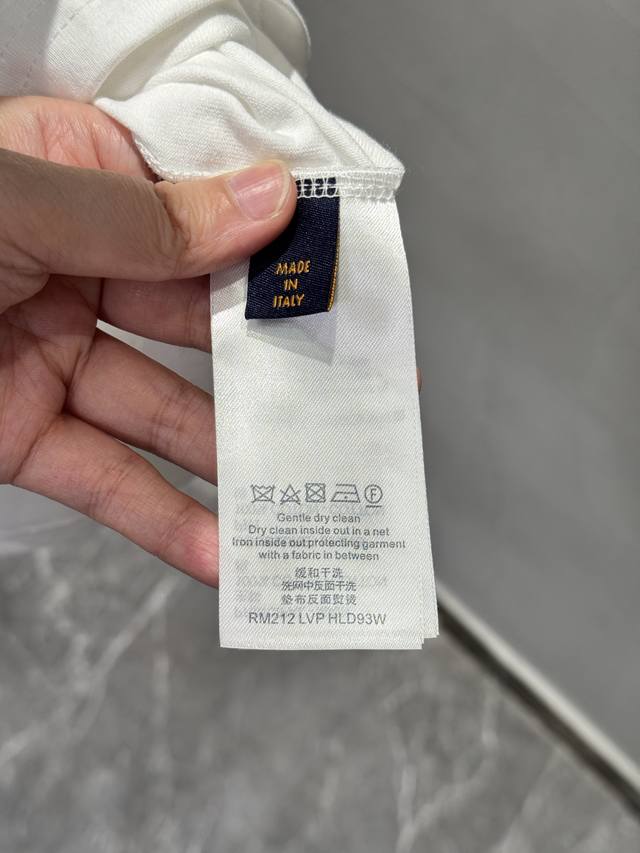 MADE
IN
ITALY
Gentle dry clean
Dry clean inside out in a net
Iron inside out protecting garment
with a fabric in between
缓和干洗
洗网中反面干洗
垫布反面熨烫
RM212 LVP HLD93W